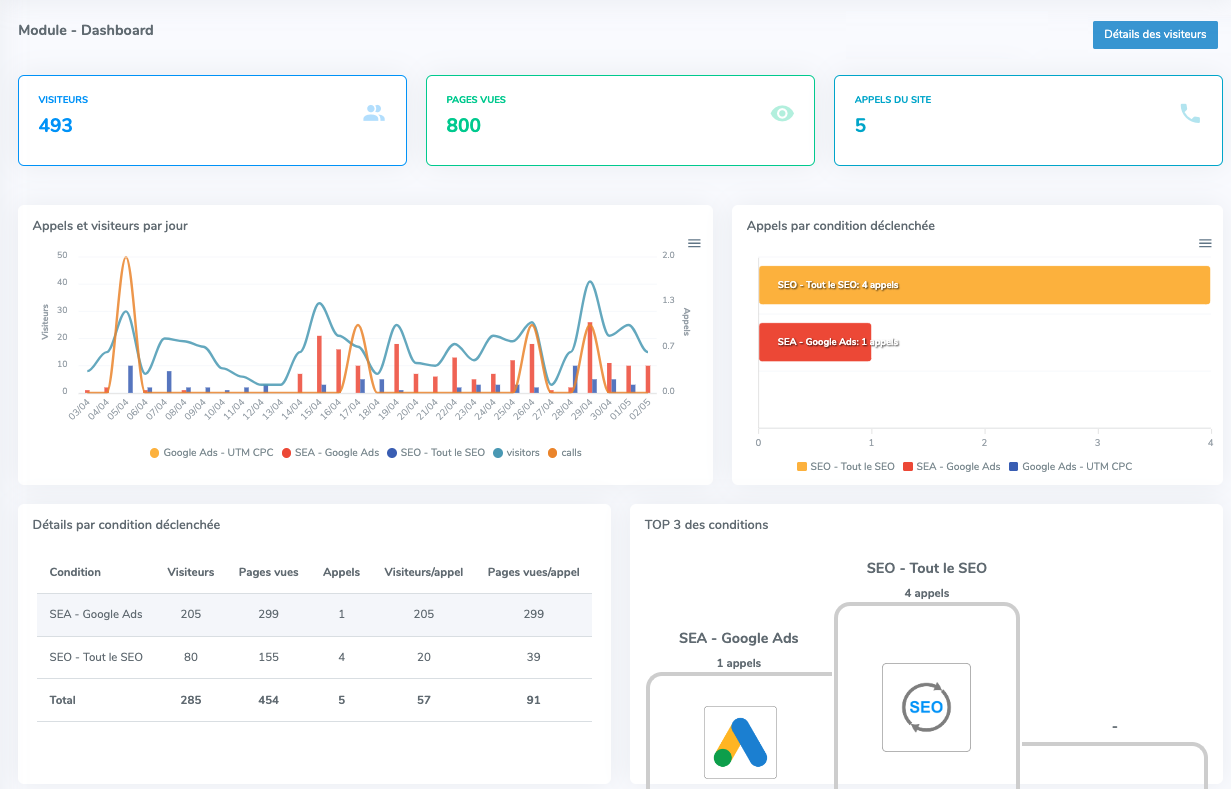 Module - Dashboard
Détails des visiteurs
VISITEURS
493
PAGES VUES
800
APPELS DU SITE
5
Appels et visiteurs par jour
50
40
30
20
10
0
Visiteurs
2.0
1.3
0.7
0.0
Appels
03/04 04/04 05/04 06/04 07/04 08/04 09/04 10/04 11/04 12/04 13/04 14/04 15/04 16/04 17/04 18/04 19/04 20/04 21/04 22/04 23/04 24/04 25/04 26/04 27/04 28/04 29/04 30/04 01/05 02/05
Google Ads - UTM CPC SEA - Google Ads SEO - Tout le SEO visitors calls
Appels par condition déclenchée
SEO - Tout le SEO: 4 appels
SEA - Google Ads: 1 appels
0 1 2 3 4
SEO - Tout le SEO SEA - Google Ads Google Ads - UTM CPC
Détails par condition déclenchée
Condition Visiteurs Pages vues Appels Visiteurs/appel Pages vues/appel
SEA - Google Ads 205 299 1 205 299
SEO - Tout le SEO 80 155 4 20 39
Total 285 454 5 57 91
TOP 3 des conditions
SEO - Tout le SEO
4 appels
SEO
SEA - Google Ads
1 appels
-